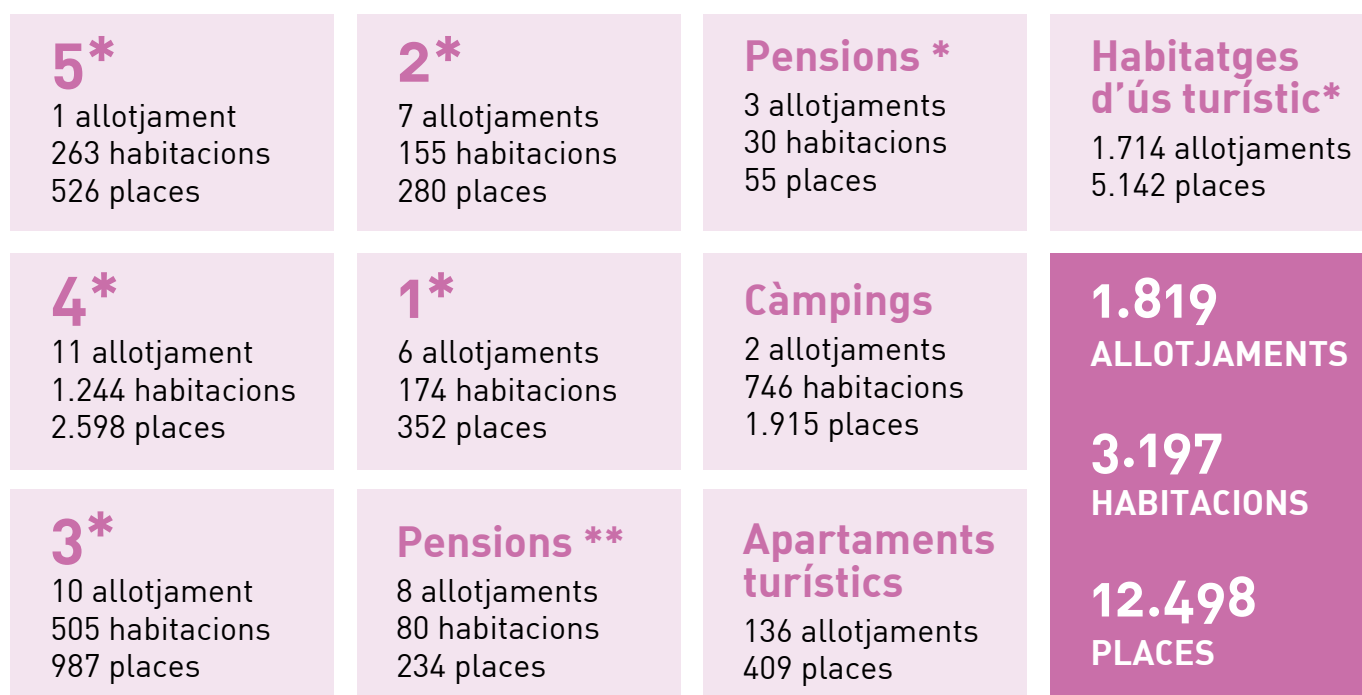 5*
1 allotjament
263 habitacions
526 places
4*
11 allotjament
1.244 habitacions
2.598 places
3*
10 allotjament
505 habitacions
987 places
2*
7 allotjaments
155 habitacions
280 places
1*
6 allotjaments
174 habitacions
352 places
Pensions **
8 allotjaments
80 habitacions
234 places
Pensions *
3 allotjaments
30 habitacions
55 places
Càmpings
2 allotjaments
746 habitacions
1.915 places
Apartaments
turístics
136 allotjaments
409 places
Habitatges
d’ús turístic*
1.714 allotjaments
5.142 places
1.819
ALLOTJAMENTS
3.197
HABITACIONS
12.498
PLACES